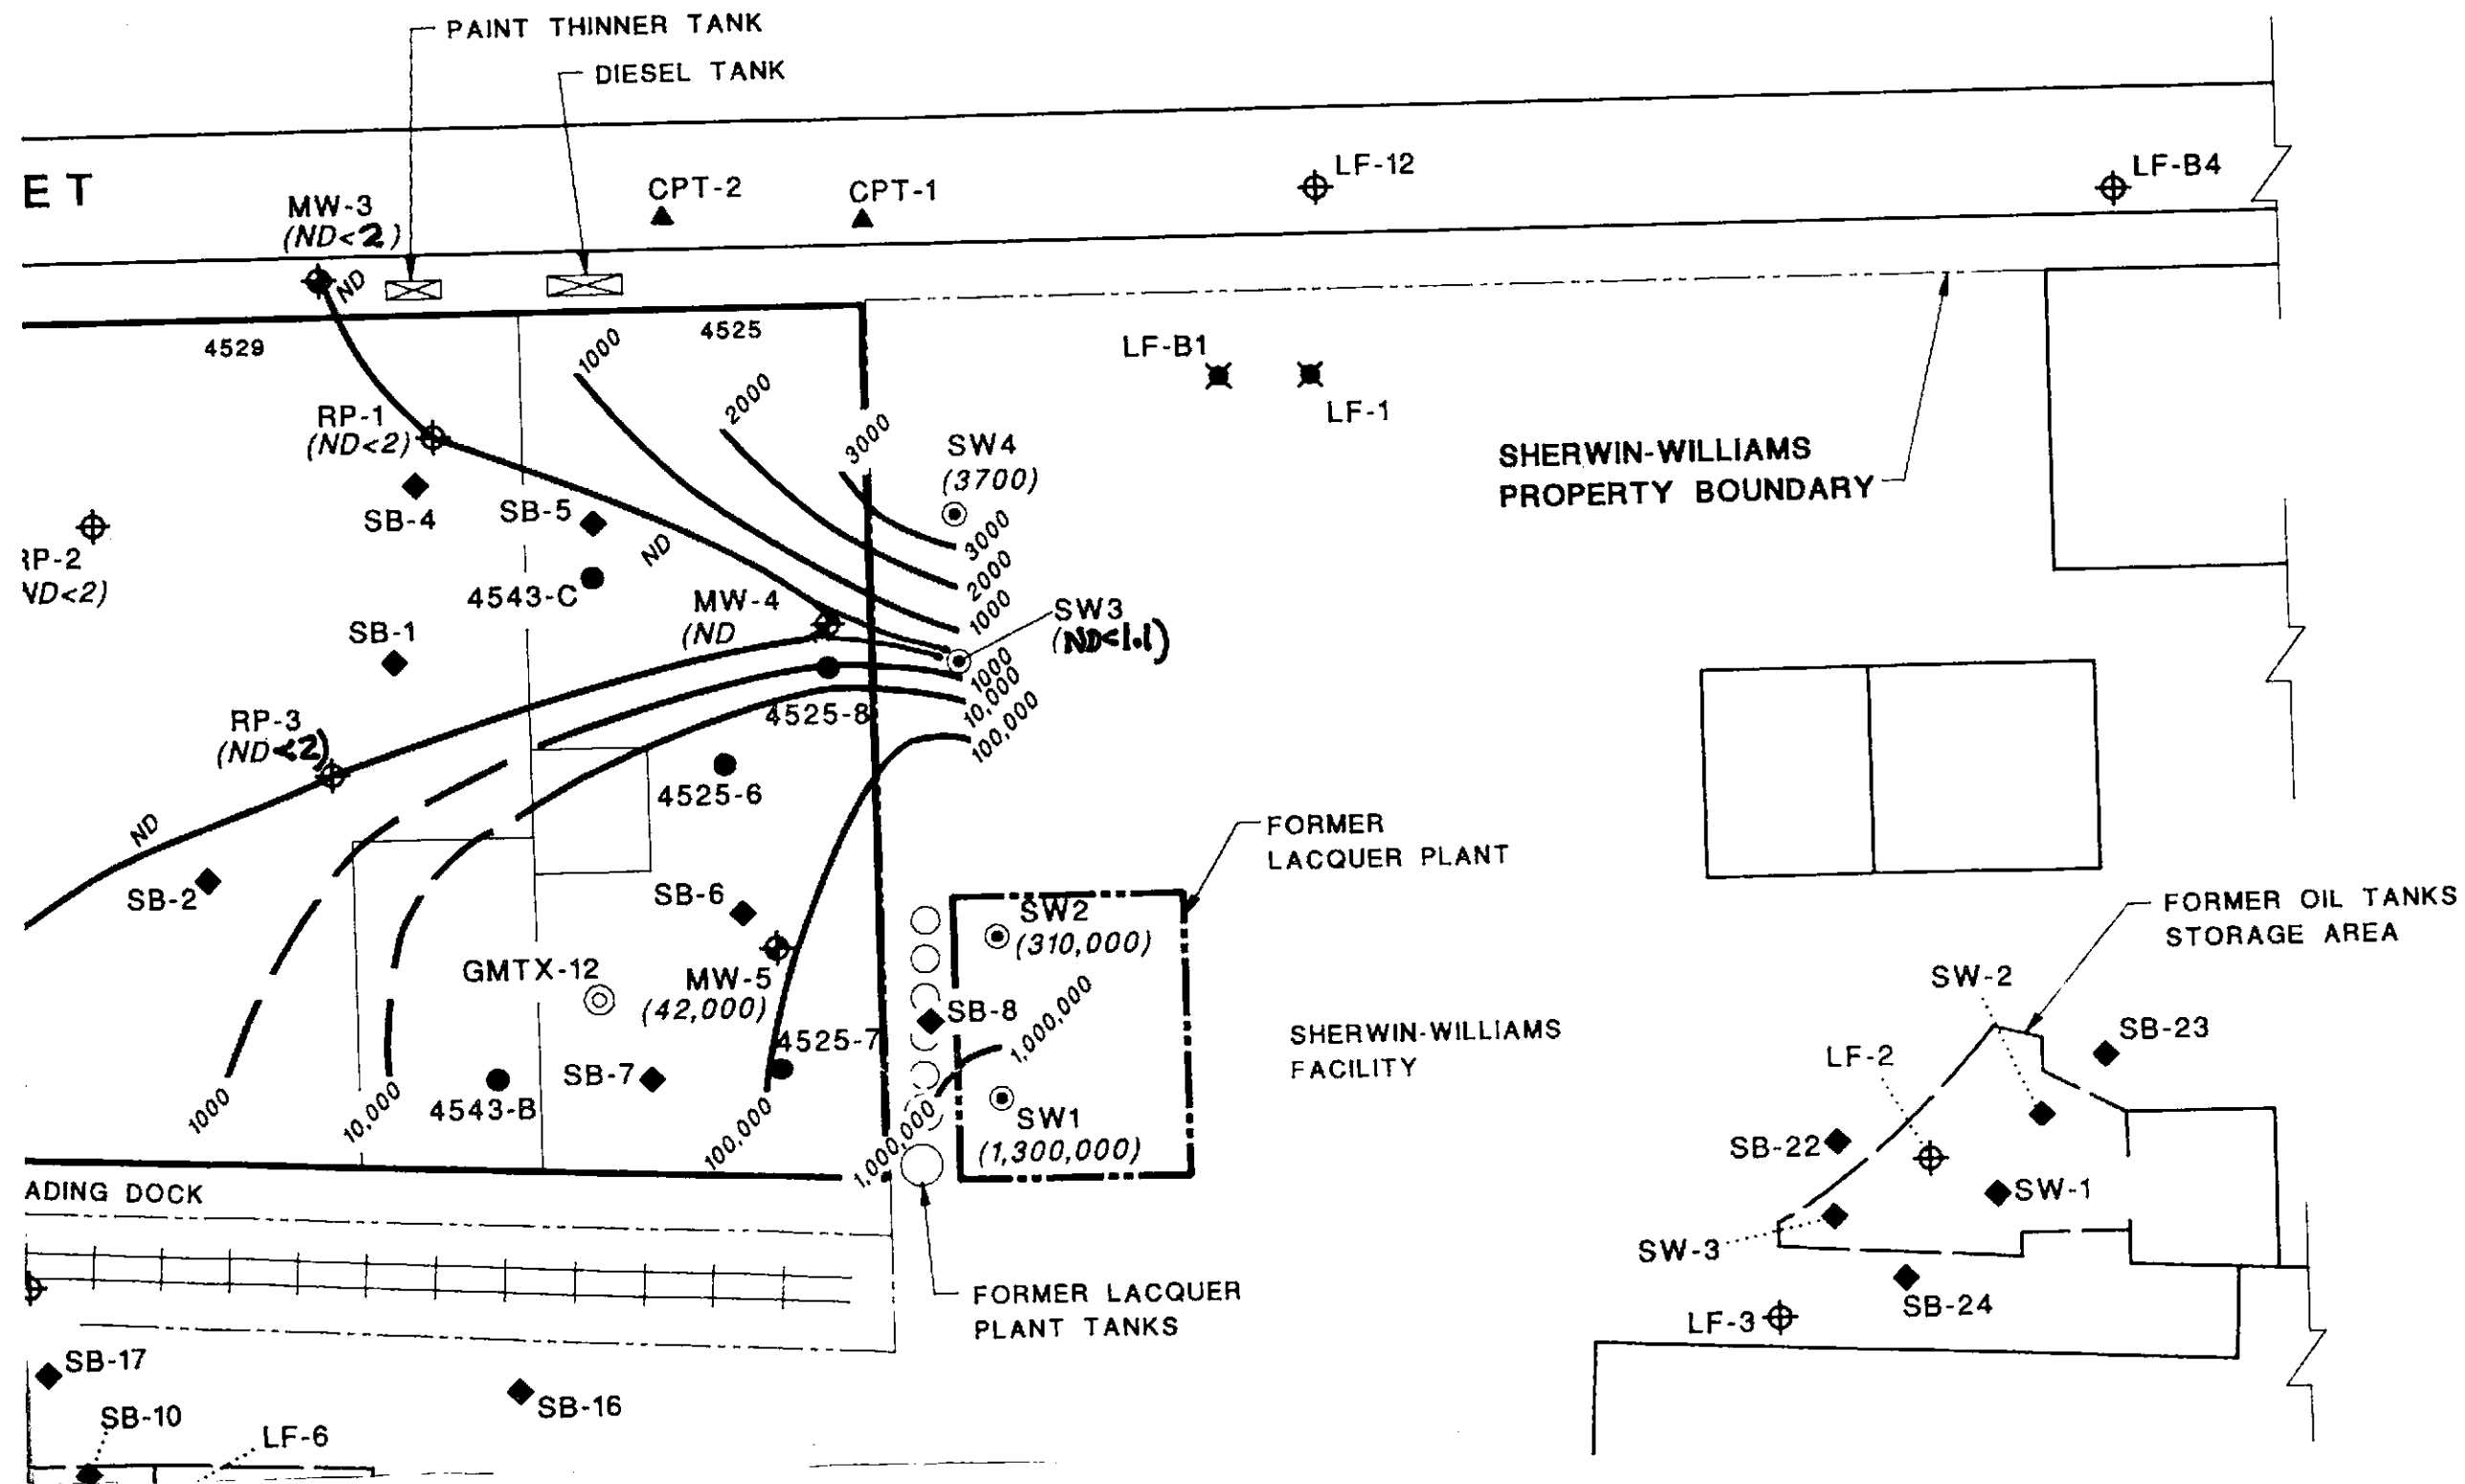 PAINT THINNER TANK
DIESEL TANK
ET
MW-3
(ND<2)
ND
CPT-2
CPT-1
LF-12
LF-B4
4529
4525
1000
2000
3000
LF-B1
LF-1
RP-1
(ND<2)
SB-4
SB-5
ND
SW4
(3700)
SHERWIN-WILLIAMS
PROPERTY BOUNDARY
RP-2
ND<2)
4543-C
SB-1
MW-4
(ND
3000
2000
1000
SW3
(ND<1.1)
1000
10,000
100,000
RP-3
(ND<2)
4525-8
4525-6
ND
SB-2
SB-6
FORMER
LACQUER PLANT
SW2
(310,000)
GMTX-12
MW-5
(42,000)
SB-8
1,000,000
4525-7
SB-7
4543-B
1000
10,000
100,000
1,000,000
SW1
(1,300,000)
SHERWIN-WILLIAMS
FACILITY
FORMER OIL TANKS
STORAGE AREA
SW-2
SB-23
LF-2
SB-22
SW-1
SW-3
SB-24
LF-3
ADING DOCK
FORMER LACQUER
PLANT TANKS
SB-17
SB-16
SB-10
LF-6